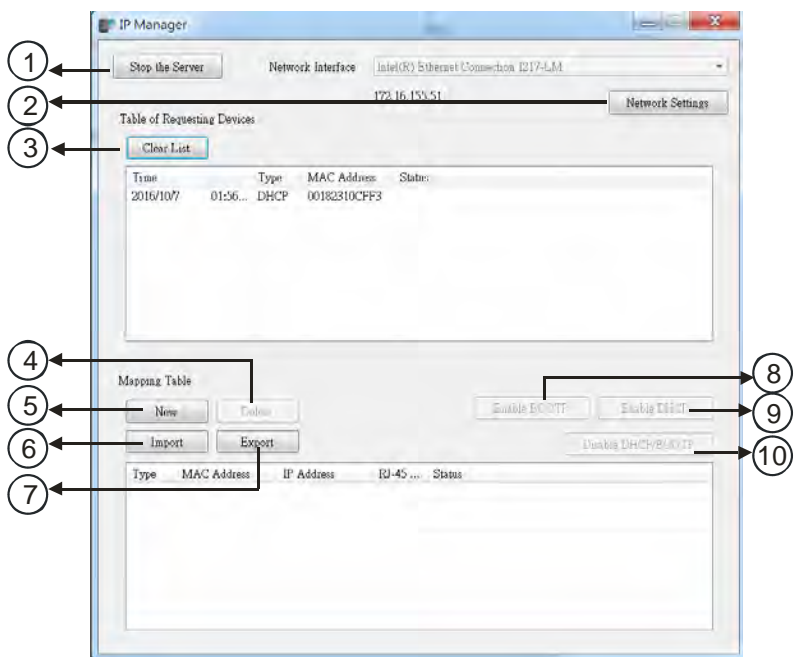 IP Manager
1 Stop the Server Network Interface Intel(R) Ethernet Connection I217-LM
2 172.16.155.51 Network Settings
Table of Requesting Devices
3 Clear List
Time Type MAC Address Status
2016/10/7 01:56... DHCP 00182310CFF3
4 8
Mapping Table
5 New Delete Enable BOOTP Enable DHCP 9
6 Import Export Disable DHCP/BOOTP 10
7
Type MAC Address IP Address RJ-45 ... Status